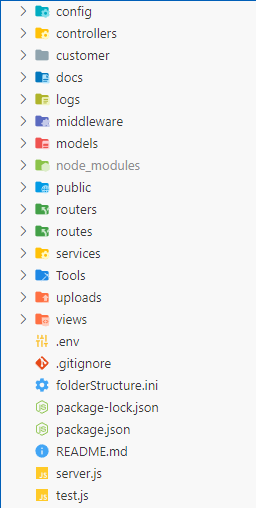 config
controllers
customer
docs
logs
middleware
models
node_modules
public
routers
routes
services
Tools
uploads
views
.env
.gitignore
folderStructure.ini
package-lock.json
package.json
README.md
server.js
test.js